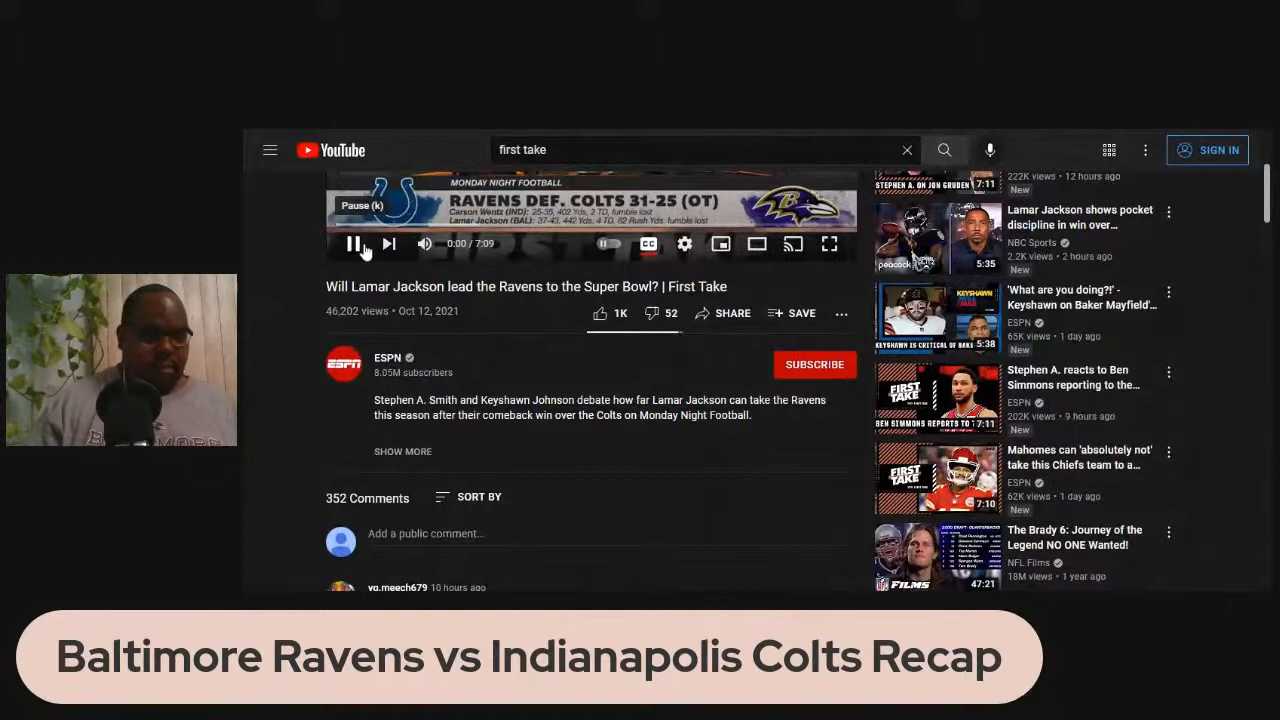 YouTube
first take
SIGN IN
MONDAY NIGHT FOOTBALL
RAVENS DEF. COLTS 31-25 (OT)
Carson Wentz (IND): 25-35, 402 Yds, 2 TD, fumble lost
Lamar Jackson (BAL): 37-43, 442 Yds, 4 TD, 62 Rush Yds, fumble lost
Pause (k)
0:00 / 7:09
CC
Will Lamar Jackson lead the Ravens to the Super Bowl? | First Take
46,202 views • Oct 12, 2021
1K
52
SHARE
SAVE
ESPN
ESPN
8.05M subscribers
SUBSCRIBE
Stephen A. Smith and Keyshawn Johnson debate how far Lamar Jackson can take the Ravens
this season after their comeback win over the Colts on Monday Night Football.
SHOW MORE
352 Comments
SORT BY
Add a public comment...
yg.meech679 10 hours ago
STEPHEN A. ON JON GRUDEN
7:11
222K views • 12 hours ago
New
peacock
5:35
Lamar Jackson shows pocket
discipline in win over...
NBC Sports
2.2K views • 2 hours ago
New
KEYSHAWN IS CRITICAL OF BAKE
5:38
'What are you doing?!' -
Keyshawn on Baker Mayfield'...
ESPN
65K views • 1 day ago
New
FIRST
TAKE
BEN SIMMONS REPORTS TO
7:11
Stephen A. reacts to Ben
Simmons reporting to the...
ESPN
202K views • 9 hours ago
New
FIRST
TAKE
7:10
Mahomes can 'absolutely not'
take this Chiefs team to a...
ESPN
62K views • 1 day ago
New
NFL FILMS
47:21
The Brady 6: Journey of the
Legend NO ONE Wanted!
NFL Films
18M views • 1 year ago
Baltimore Ravens vs Indianapolis Colts Recap